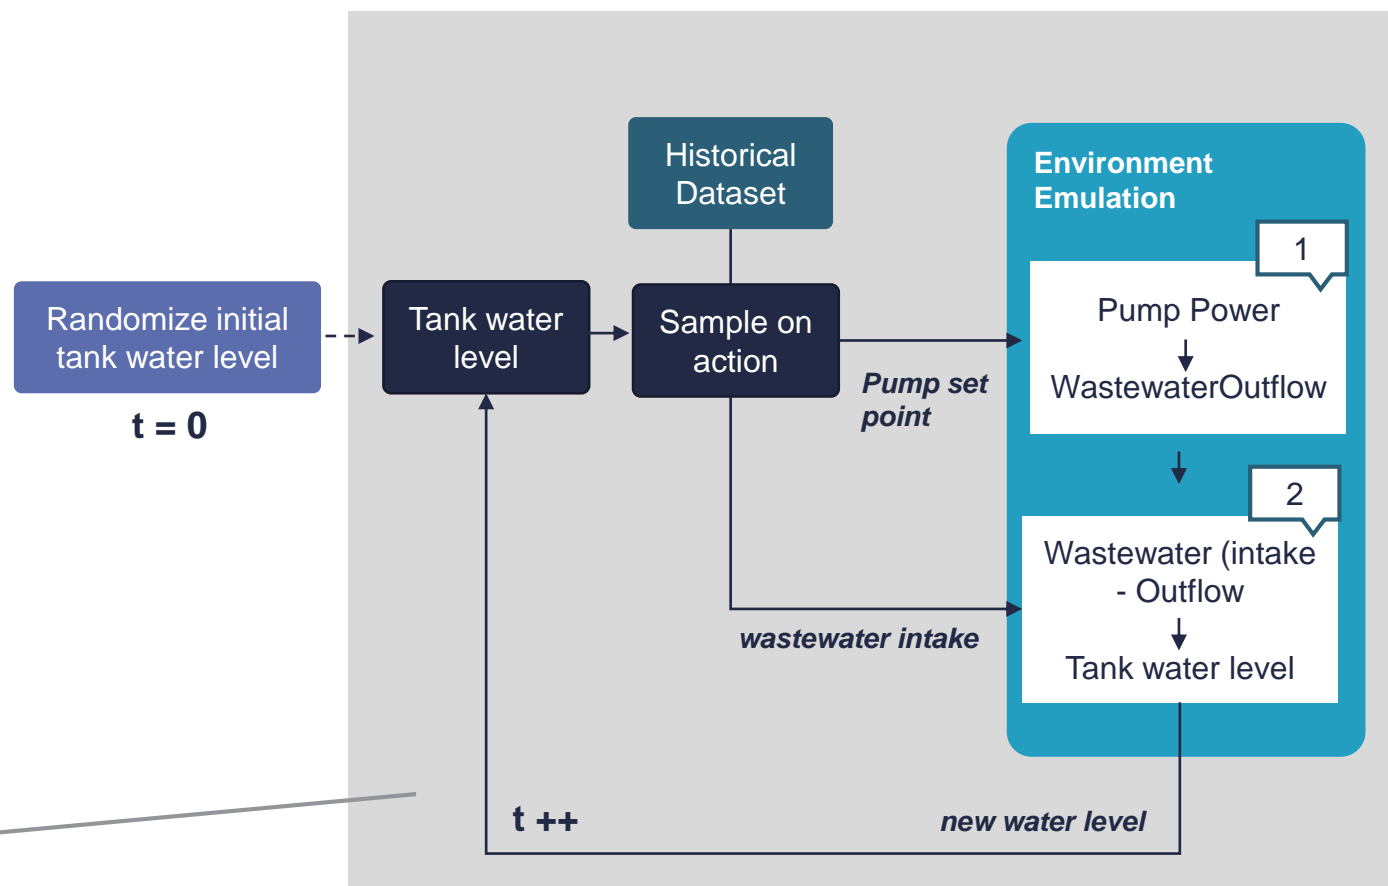 Historical
Dataset
Environment
Emulation
1
Randomize initial
tank water level
t = 0
Tank water
level
Sample on
action
Pump set
point
Pump Power
WastewaterOutflow
2
Wastewater (intake
- Outflow
Tank water level
wastewater intake
t ++
new water level